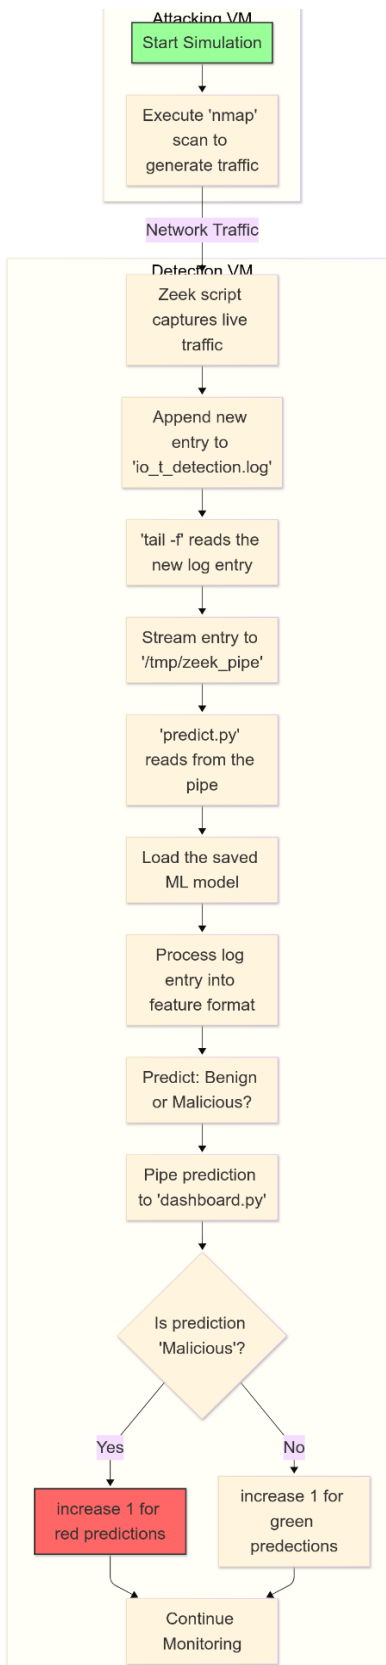 Attacking VM
Start Simulation
Execute 'nmap'
scan to
generate traffic
Network Traffic
Detection VM
Zeek script
captures live
traffic
Append new
entry to
'io_t_detection.log'
'tail -f' reads the
new log entry
Stream entry to
'/tmp/zeek_pipe'
'predict.py'
reads from the
pipe
Load the saved
ML model
Process log
entry into
feature format
Predict: Benign
or Malicious?
Pipe prediction
to 'dashboard.py'
Is prediction
'Malicious'?
Yes
No
increase 1 for
red predictions
increase 1 for
green
predections
Continue
Monitoring